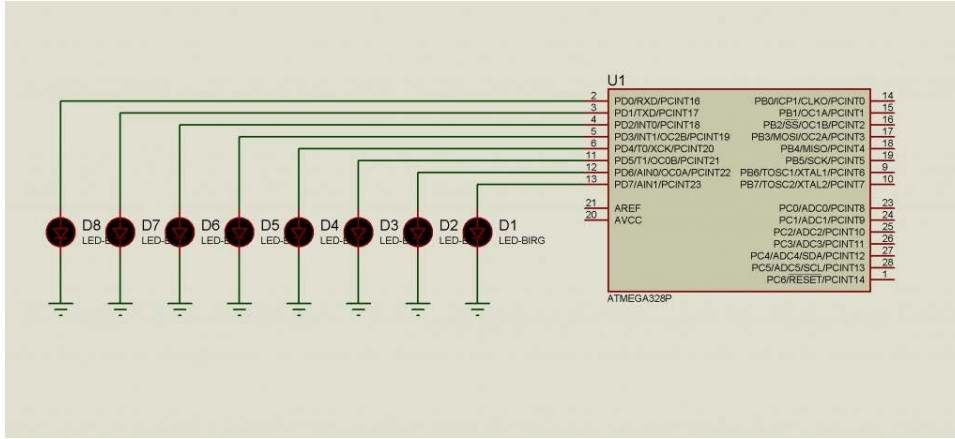 U1
2 PD0/RXD/PCINT16 PB0/ICP1/CLKO/PCINT0 14
3 PD1/TXD/PCINT17 PB1/OC1A/PCINT1 15
4 PD2/INT0/PCINT18 PB2/SS/OC1B/PCINT2 16
5 PD3/INT1/OC2B/PCINT19 PB3/MOSI/OC2A/PCINT3 17
6 PD4/T0/XCK/PCINT20 PB4/MISO/PCINT4 18
11 PD5/T1/OC0B/PCINT21 PB5/SCK/PCINT5 19
12 PD6/AIN0/OC0A/PCINT22 PB6/TOSC1/XTAL1/PCINT6 9
13 PD7/AIN1/PCINT23 PB7/TOSC2/XTAL2/PCINT7 10
21 AREF PC0/ADC0/PCINT8 23
20 AVCC PC1/ADC1/PCINT9 24
PC2/ADC2/PCINT10 25
PC3/ADC3/PCINT11 26
PC4/ADC4/SDA/PCINT12 27
PC5/ADC5/SCL/PCINT13 28
PC6/RESET/PCINT14 1
ATMEGA328P
D8 D7 D6 D5 D4 D3 D2 D1
LED-BIRG